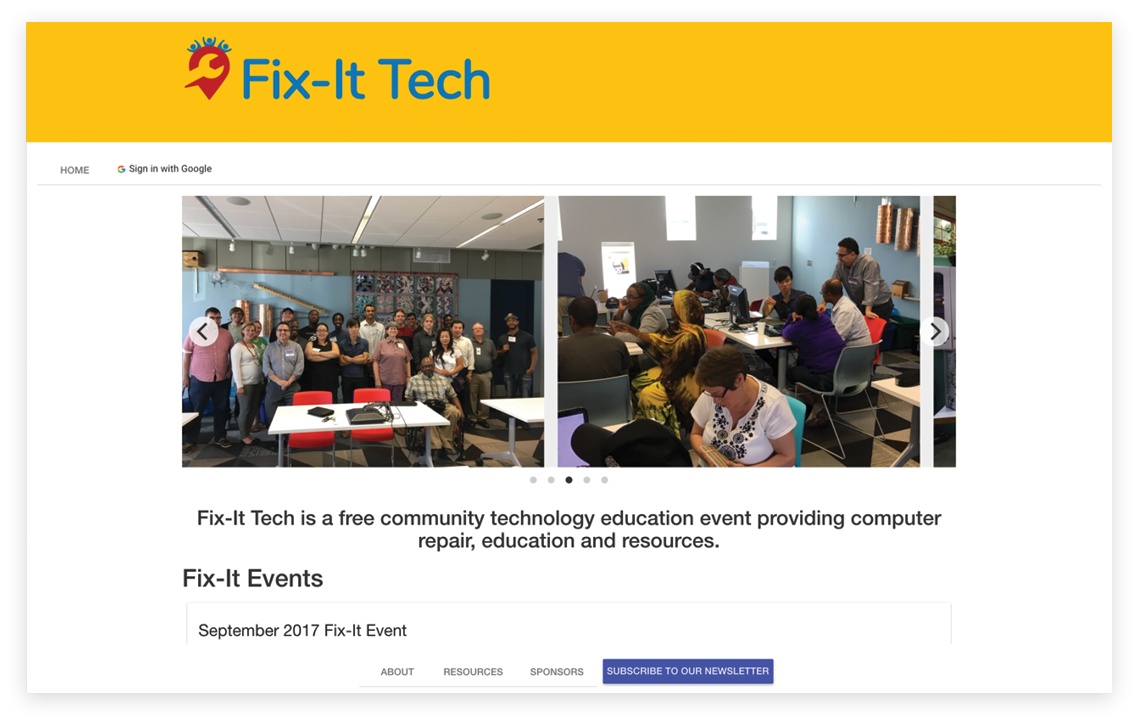 Fix-It Tech
HOME
Sign in with Google
Fix-It Tech is a free community technology education event providing computer
repair, education and resources.
Fix-It Events
September 2017 Fix-It Event
ABOUT
RESOURCES
SPONSORS
SUBSCRIBE TO OUR NEWSLETTER